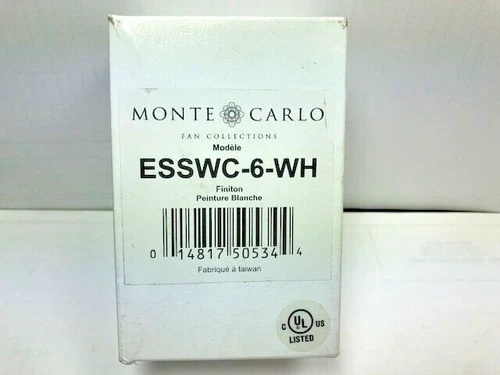 MONTE CARLO
FAN COLLECTIONS
Modèle
ESSWC-6-WH
Finiton
Peinture Blanche
0 14817 50534 4
Fabriqué à taiwan
C UL US
LISTED